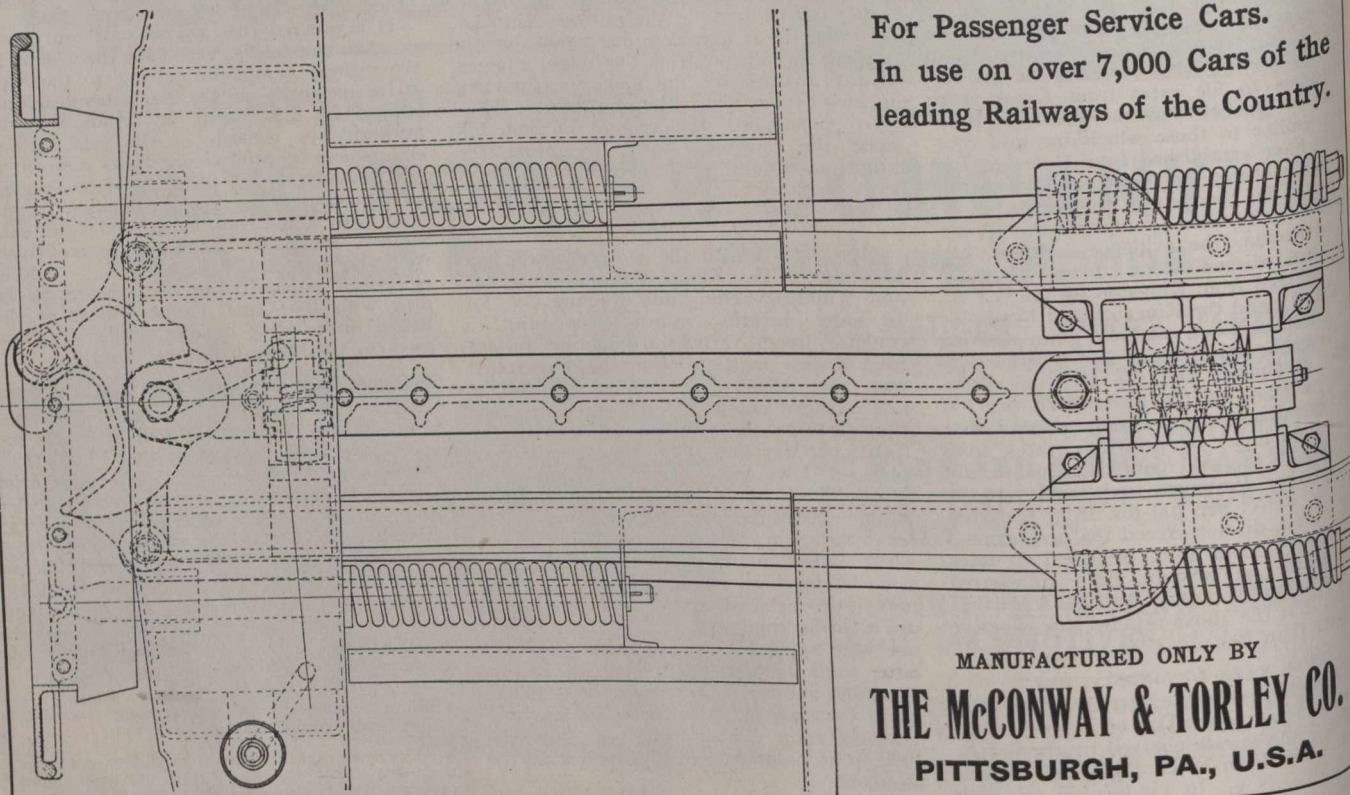 For Passenger Service Cars.
In use on over 7,000 Cars of the
leading Railways of the Country.
MANUFACTURED ONLY BY
THE McCONWAY & TORLEY CO.
PITTSBURGH, PA., U.S.A.